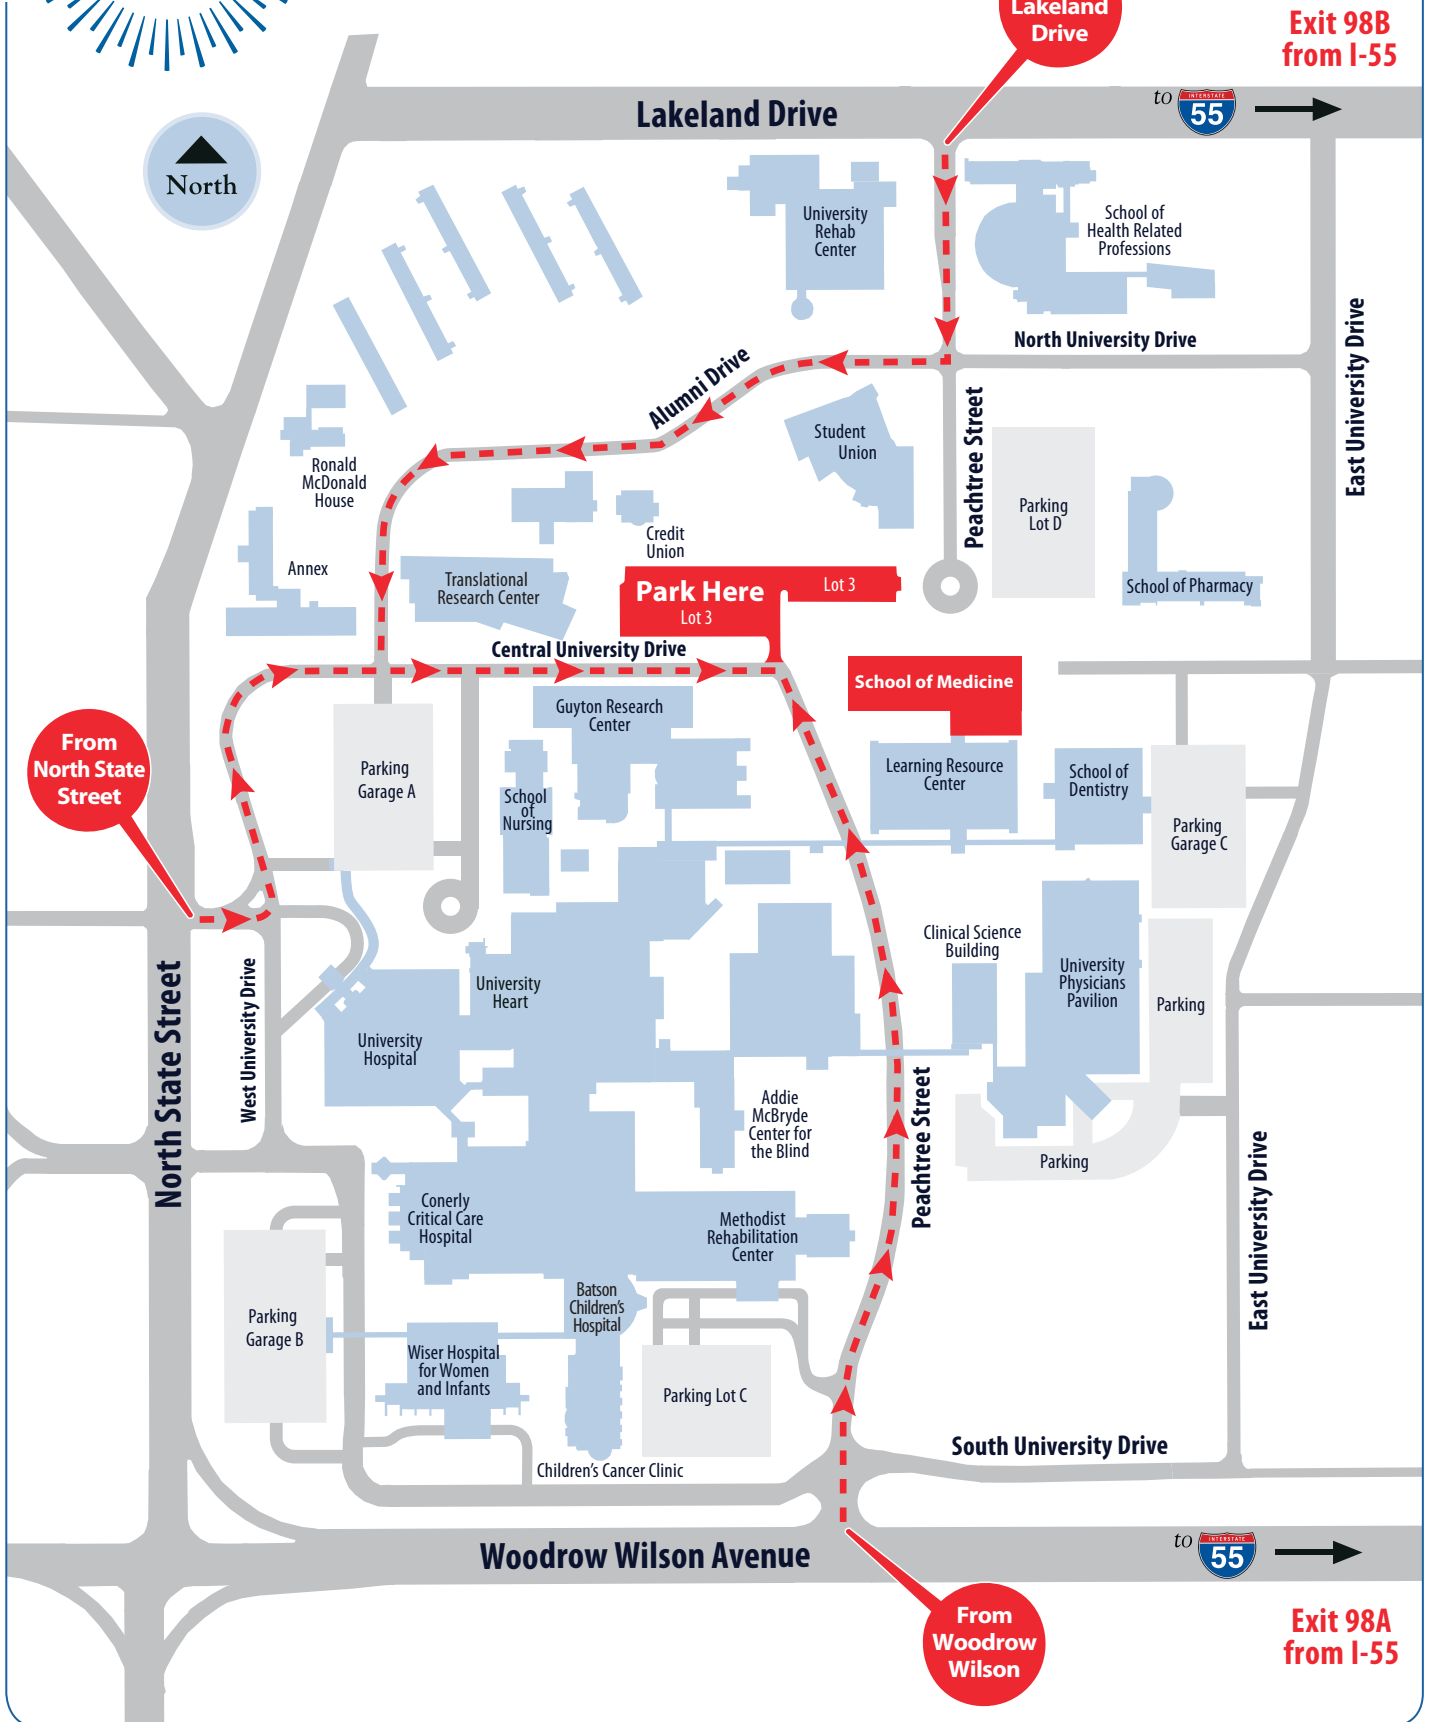 Lakeland
Drive
Exit 98B
from I-55
Lakeland Drive
to
INTERSTATE
55
North
University
Rehab
Center
School of
Health Related
Professions
North University Drive
East University Drive
Alumni Drive
Peachtree Street
Student
Union
Parking
Lot D
Ronald
McDonald
House
Credit
Union
Annex
Translational
Research Center
Park Here
Lot 3
Lot 3
School of Pharmacy
Central University Drive
School of Medicine
Guyton Research
Center
From
North State
Street
Parking
Garage A
School
of
Nursing
Learning Resource
Center
School of
Dentistry
Parking
Garage C
Clinical Science
Building
University
Physicians
Pavilion
Parking
University
Heart
University
Hospital
West University Drive
North State Street
Addie
McBryde
Center for
the Blind
Peachtree Street
Parking
East University Drive
Conerly
Critical Care
Hospital
Methodist
Rehabilitation
Center
Batson
Children's
Hospital
Parking
Garage B
Wiser Hospital
for Women
and Infants
Parking Lot C
South University Drive
Children's Cancer Clinic
Woodrow Wilson Avenue
to
INTERSTATE
55
From
Woodrow
Wilson
Exit 98A
from I-55